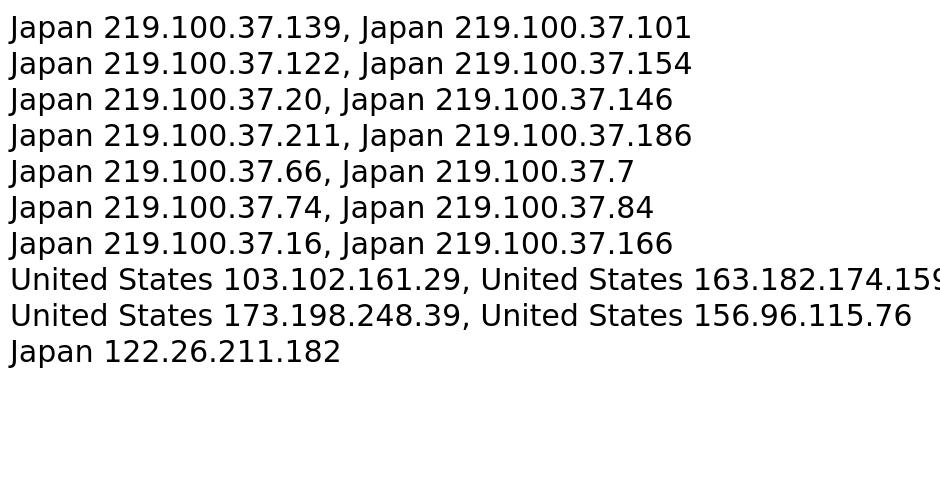 Japan 219.100.37.139, Japan 219.100.37.101
Japan 219.100.37.122, Japan 219.100.37.154
Japan 219.100.37.20, Japan 219.100.37.146
Japan 219.100.37.211, Japan 219.100.37.186
Japan 219.100.37.66, Japan 219.100.37.7
Japan 219.100.37.74, Japan 219.100.37.84
Japan 219.100.37.16, Japan 219.100.37.166
United States 103.102.161.29, United States 163.182.174.159
United States 173.198.248.39, United States 156.96.115.76
Japan 122.26.211.182